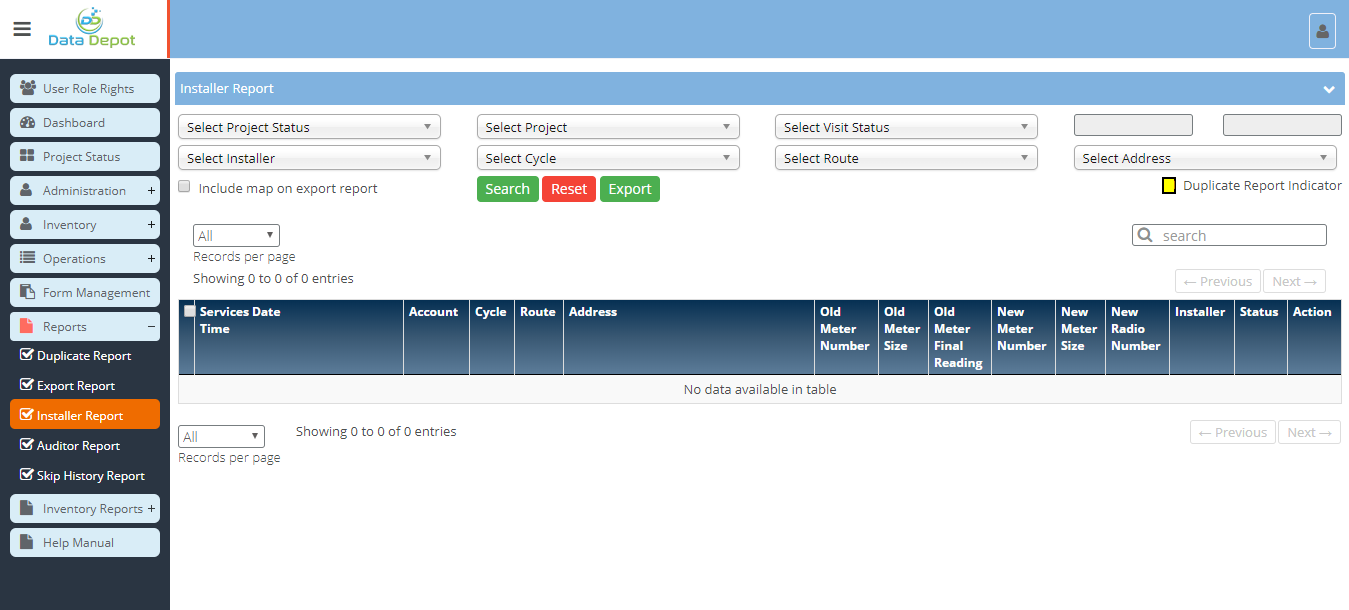 Data Depot
User Role Rights
Dashboard
Project Status
Administration +
Inventory +
Operations +
Form Management
Reports −
Duplicate Report
Export Report
Installer Report
Auditor Report
Skip History Report
Inventory Reports +
Help Manual
Installer Report
Select Project Status
Select Project
Select Visit Status
Select Installer
Select Cycle
Select Route
Select Address
Include map on export report
Search Reset Export
Duplicate Report Indicator
All
search
Records per page
Showing 0 to 0 of 0 entries
← Previous Next →
Services Date
Time
Account
Cycle
Route
Address
Old
Meter
Number
Old
Meter
Size
Old
Meter
Final
Reading
New
Meter
Number
New
Meter
Size
New
Radio
Number
Installer
Status
Action
No data available in table
All
Records per page
Showing 0 to 0 of 0 entries
← Previous Next →